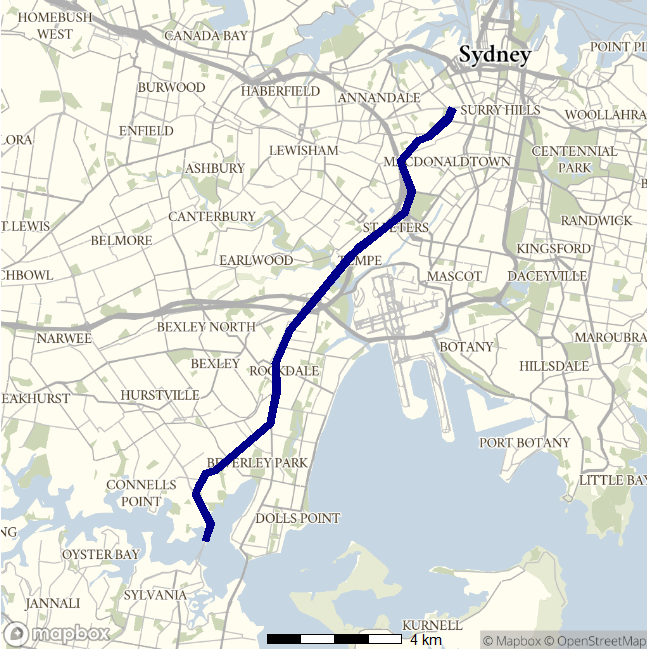 HOMEBUSH
WEST
CANADA BAY
Sydney
POINT PI
BURWOOD
HABERFIELD
ANNANDALE
SURRY HILLS
WOOLLAHRA
LORA
ENFIELD
LEWISHAM
MACDONALDTOWN
CENTENNIAL
PARK
ASHBURY
ST. LEWIS
CANTERBURY
ST PETERS
RANDWICK
BELMORE
KINGSFORD
CHBOWL
EARLWOOD
TEMPE
MASCOT
DACEYVILLE
NARWEE
BEXLEY NORTH
BOTANY
MAROUBRA
BEXLEY
ROCKDALE
HILLSDALE
EAKHURST
HURSTVILLE
BEVERLEY PARK
PORT BOTANY
CONNELLS
POINT
LITTLE BAY
DOLLS POINT
NG
OYSTER BAY
SYLVANIA
JANNALI
KURNELL
mapbox
4 km
© Mapbox © OpenStreetMap